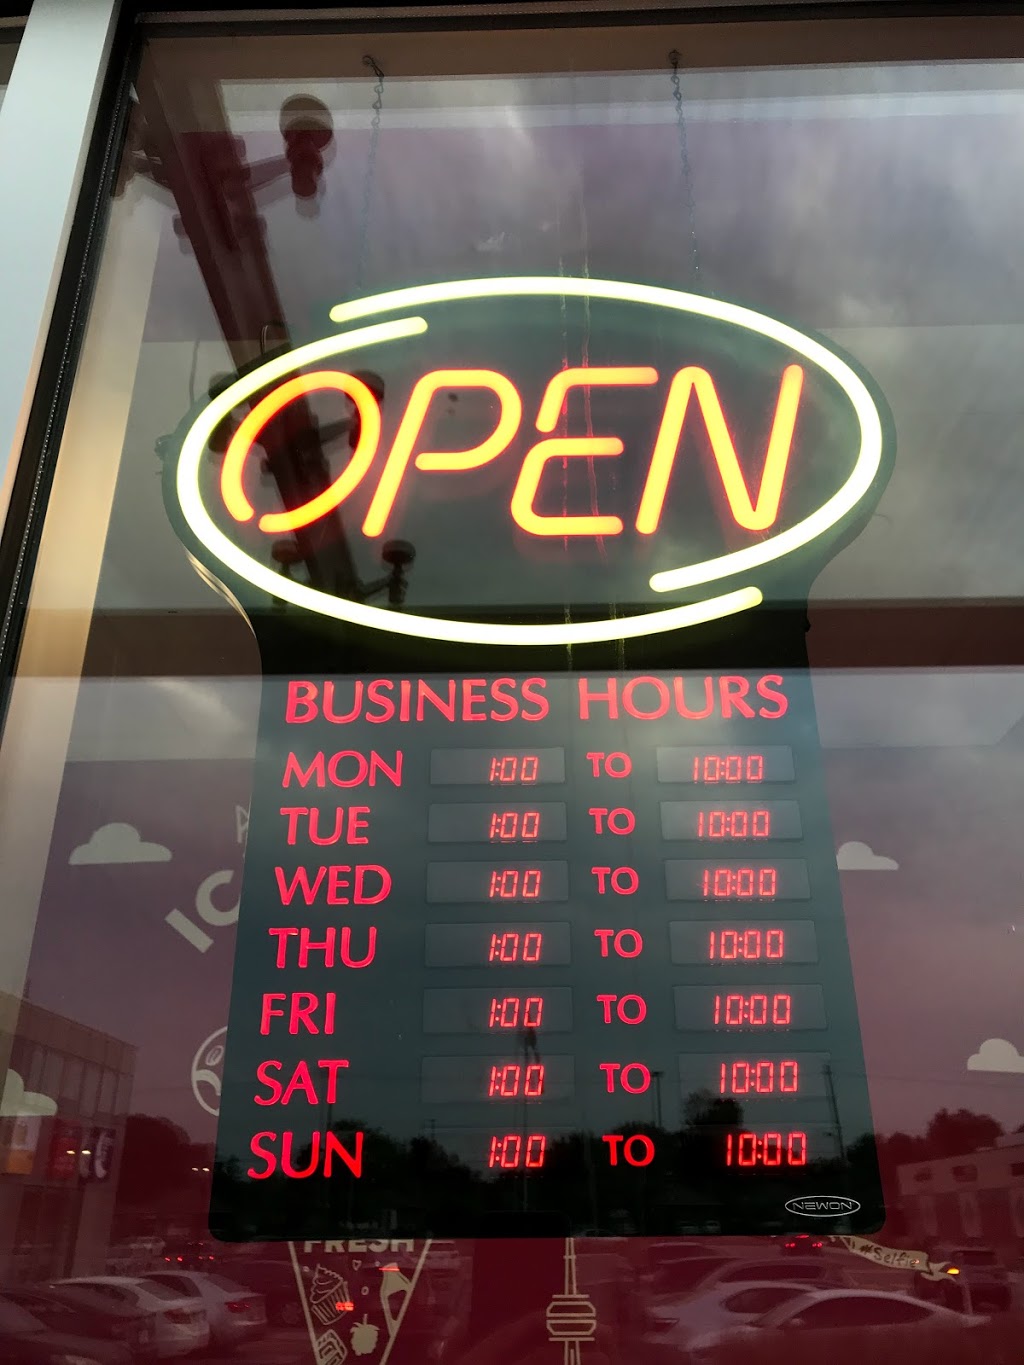 OPEN
BUSINESS HOURS
MON 1:00 TO 10:00
TUE 1:00 TO 10:00
WED 1:00 TO 10:00
THU 1:00 TO 10:00
FRI 1:00 TO 10:00
SAT 1:00 TO 10:00
SUN 1:00 TO 10:00
NEWON
FRESH
#Selfie